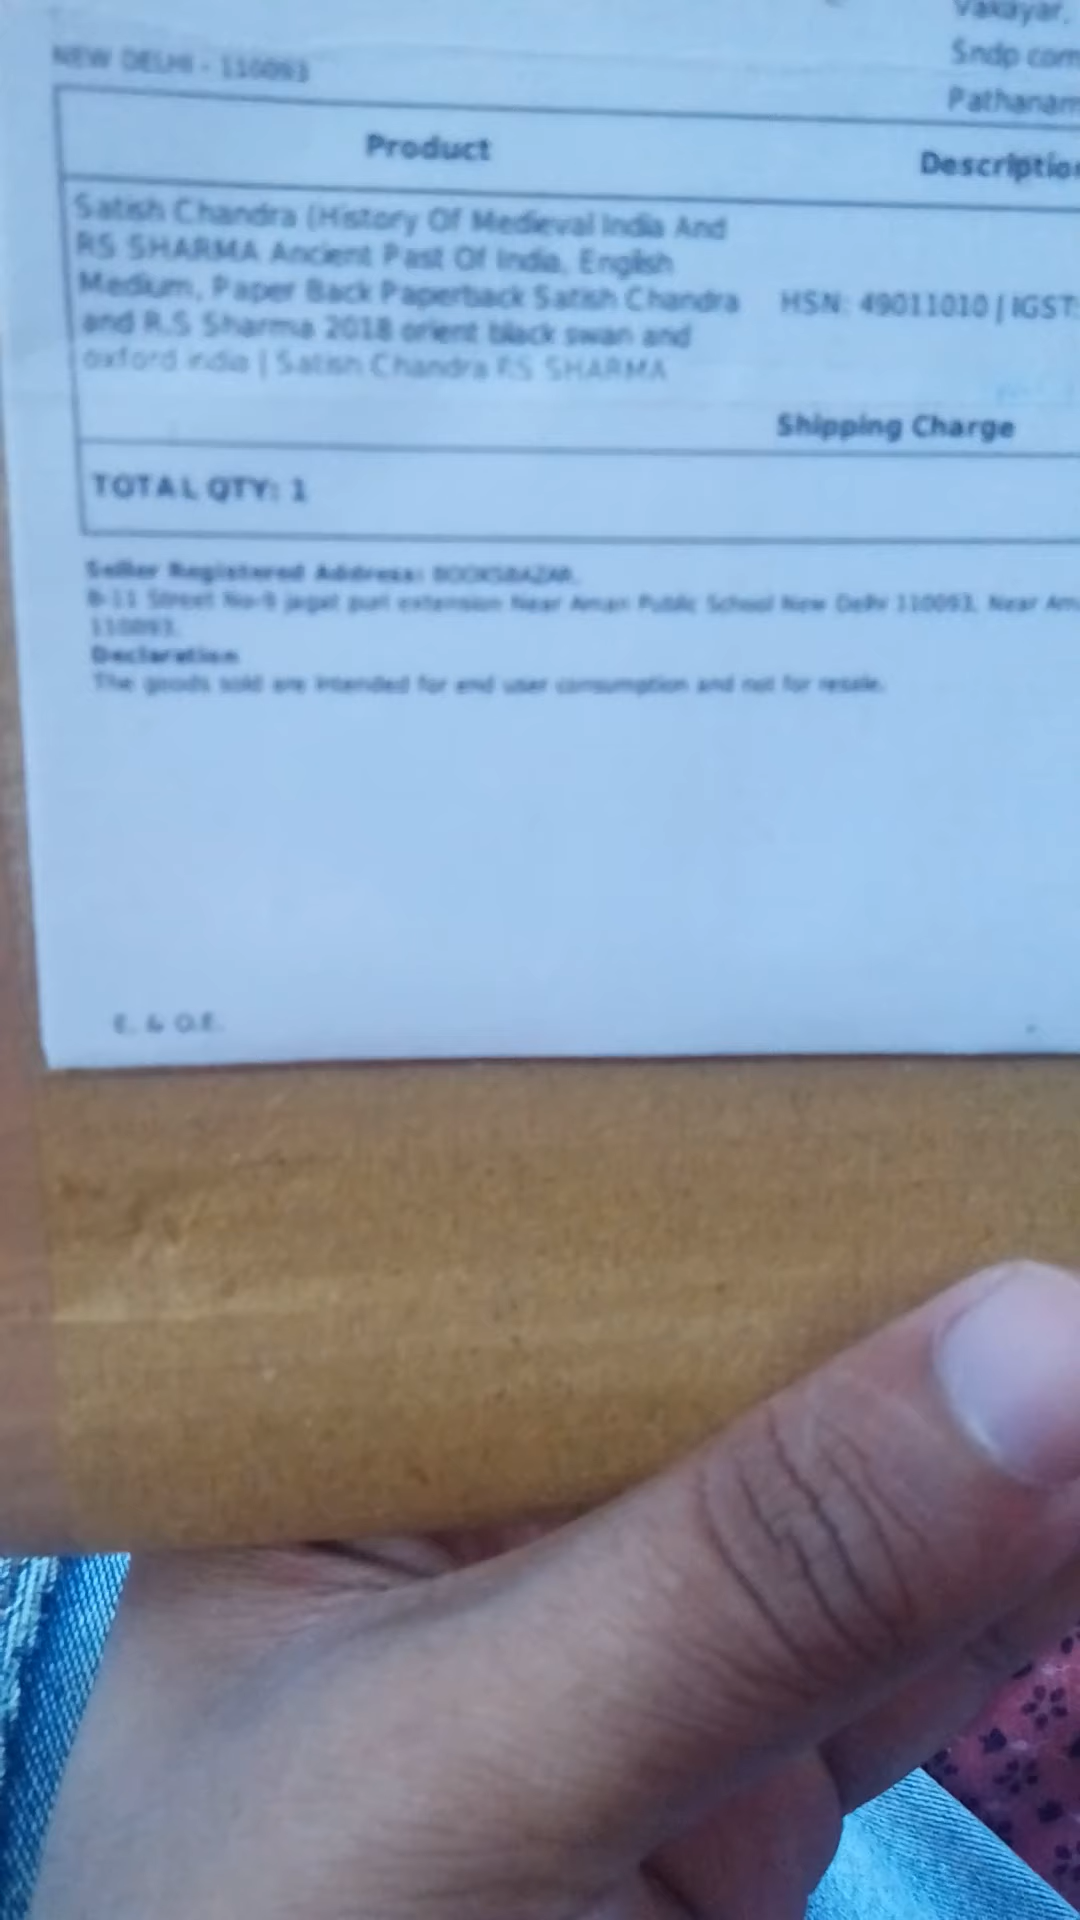 Vakayar,
Sndp com
Pathanam
NEW DELHI - 110093
Product
Description
Satish Chandra (History Of Medieval India And
RS SHARMA Ancient Past Of India, English
Medium, Paper Back Paperback Satish Chandra
and R.S Sharma 2018 orient black swan and
oxford india | Satish Chandra RS SHARMA
HSN: 49011010 | IGST:
Shipping Charge
TOTAL QTY: 1
Seller Registered Address: BOOKSBAZAR,
B-11 Street No-9 jagat puri extension Near Aman Public School New Delhi 110093, Near Am
110093.
Declaration
The goods sold are intended for end user consumption and not for resale.
E. & O.E.